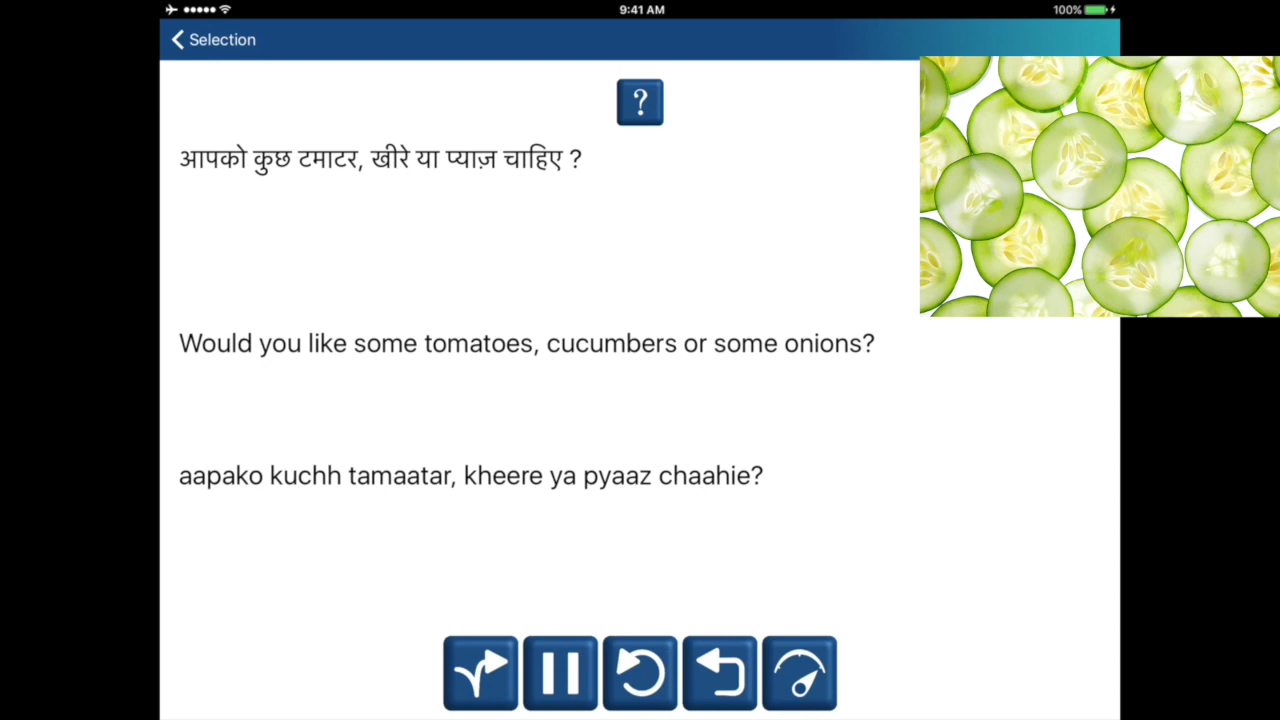 9:41 AM
100%
Selection
?
आपको कुछ टमाटर, खीरे या प्याज़ चाहिए ?
Would you like some tomatoes, cucumbers or some onions?
aapako kuchh tamaatar, kheere ya pyaaz chaahie?